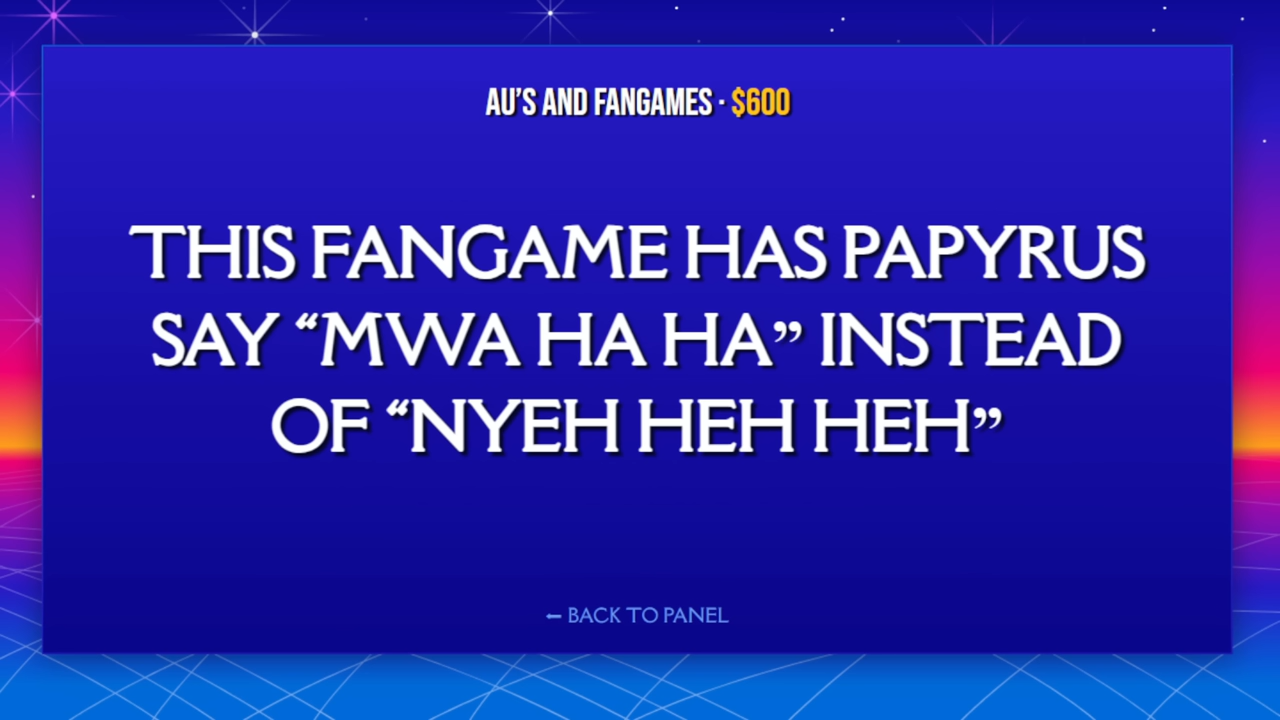 AU’S AND FANGAMES · $600
THIS FANGAME HAS PAPYRUS
SAY “MWA HA HA” INSTEAD
OF “NYEH HEH HEH”
← BACK TO PANEL